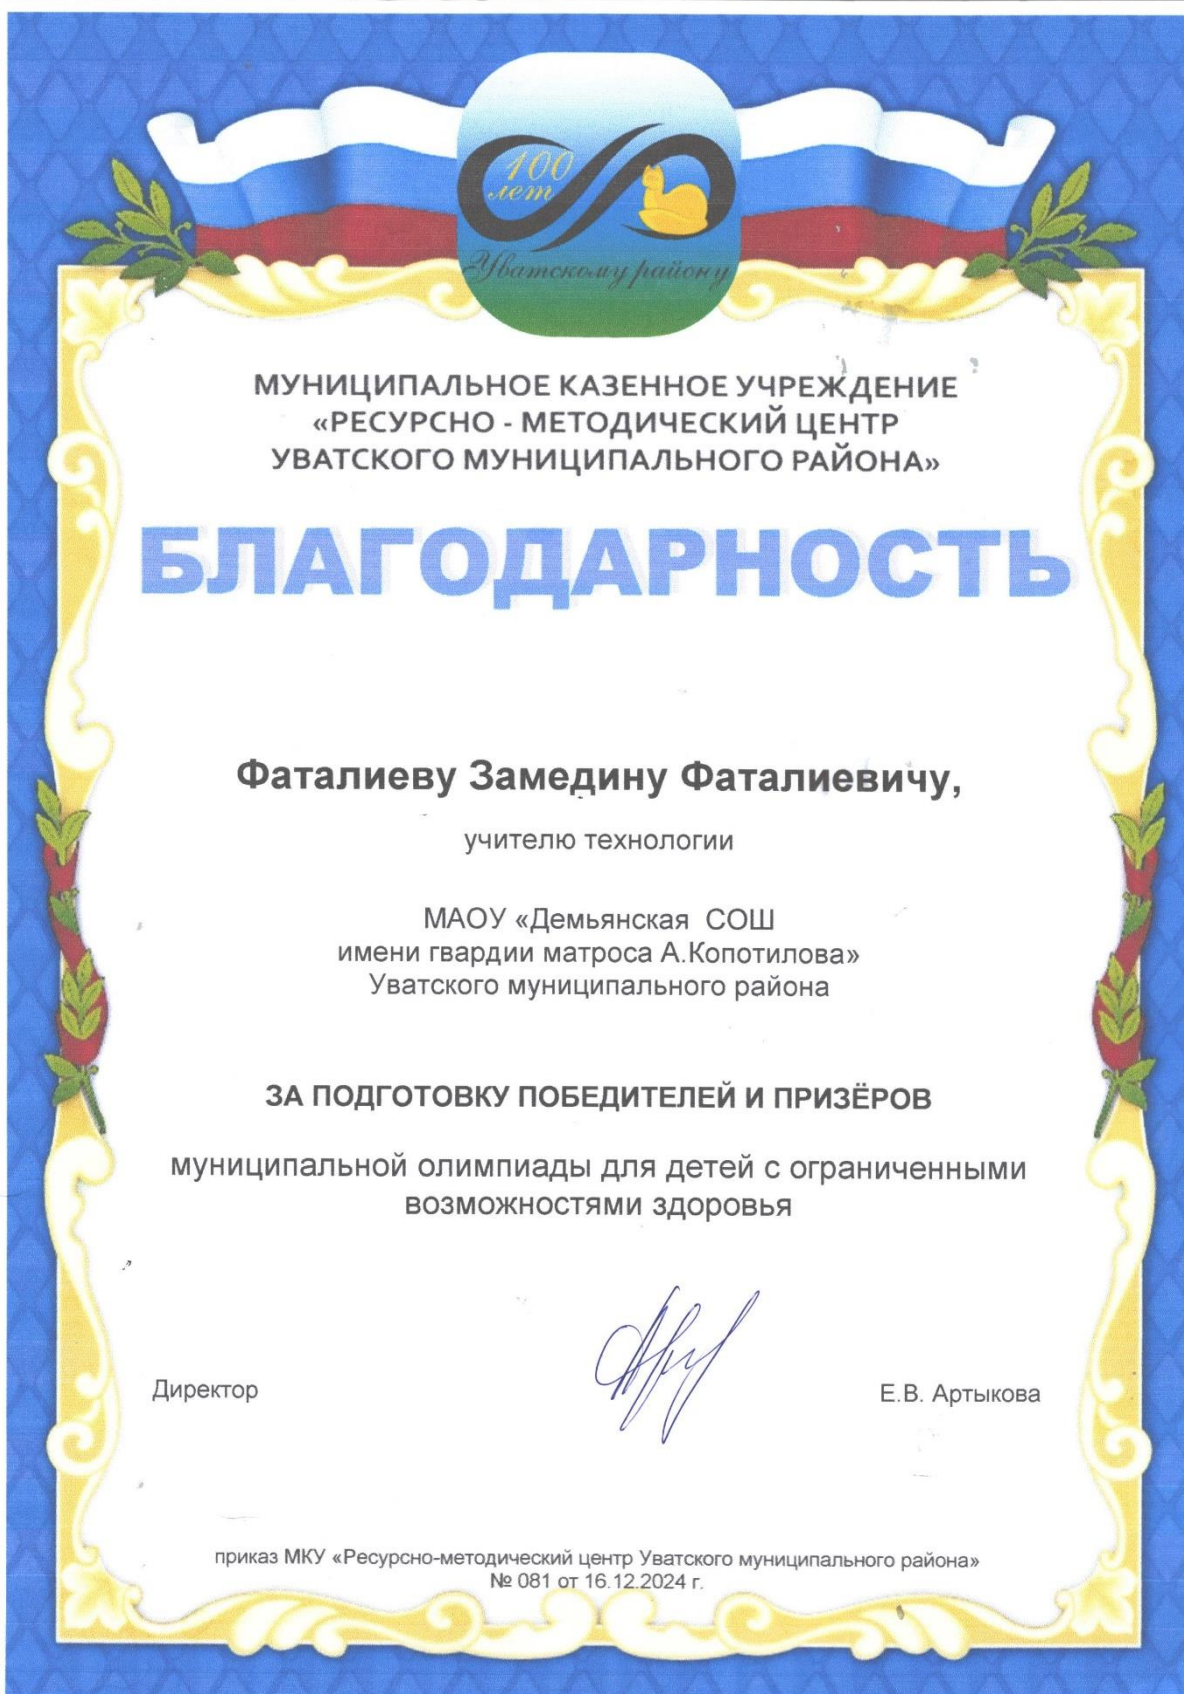 100
лет
Уватскому району
МУНИЦИПАЛЬНОЕ КАЗЕННОЕ УЧРЕЖДЕНИЕ
«РЕСУРСНО - МЕТОДИЧЕСКИЙ ЦЕНТР
УВАТСКОГО МУНИЦИПАЛЬНОГО РАЙОНА»
БЛАГОДАРНОСТЬ
Фаталиеву Замедину Фаталиевичу,
учителю технологии
МАОУ «Демьянская СОШ
имени гвардии матроса А.Копотилова»
Уватского муниципального района
ЗА ПОДГОТОВКУ ПОБЕДИТЕЛЕЙ И ПРИЗЁРОВ
муниципальной олимпиады для детей с ограниченными
возможностями здоровья
Директор Е.В. Артыкова
приказ МКУ «Ресурсно-методический центр Уватского муниципального района»
№ 081 от 16.12.2024 г.